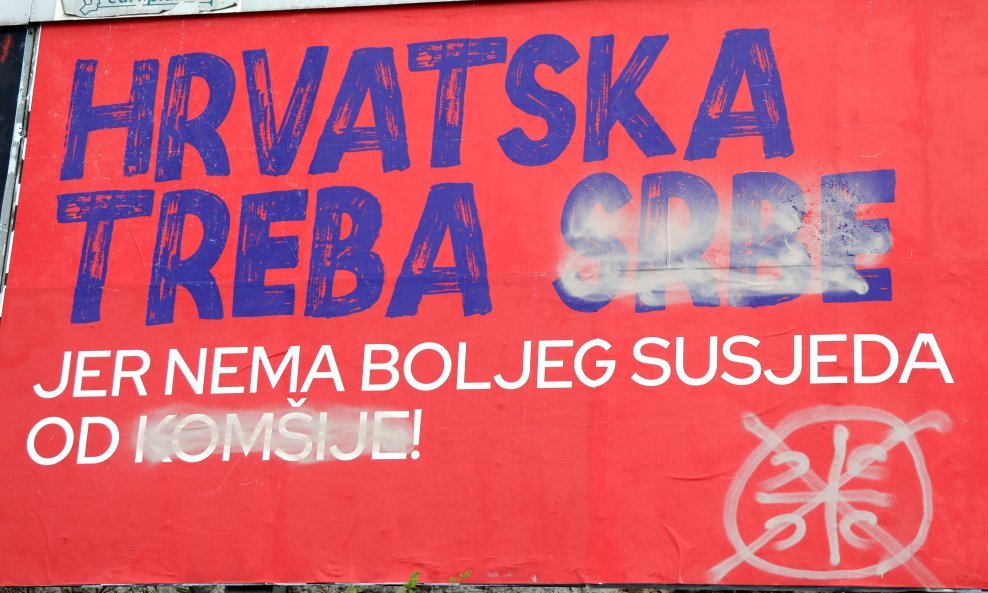 HRVATSKA
TREBA SRBE
JER NEMA BOLJEG SUSJEDA
OD KOMŠIJE!